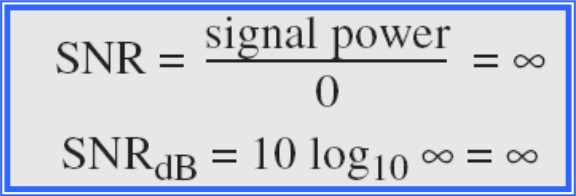 SNR = signal power / 0 = ∞
SNR_dB = 10 log_10 ∞ = ∞